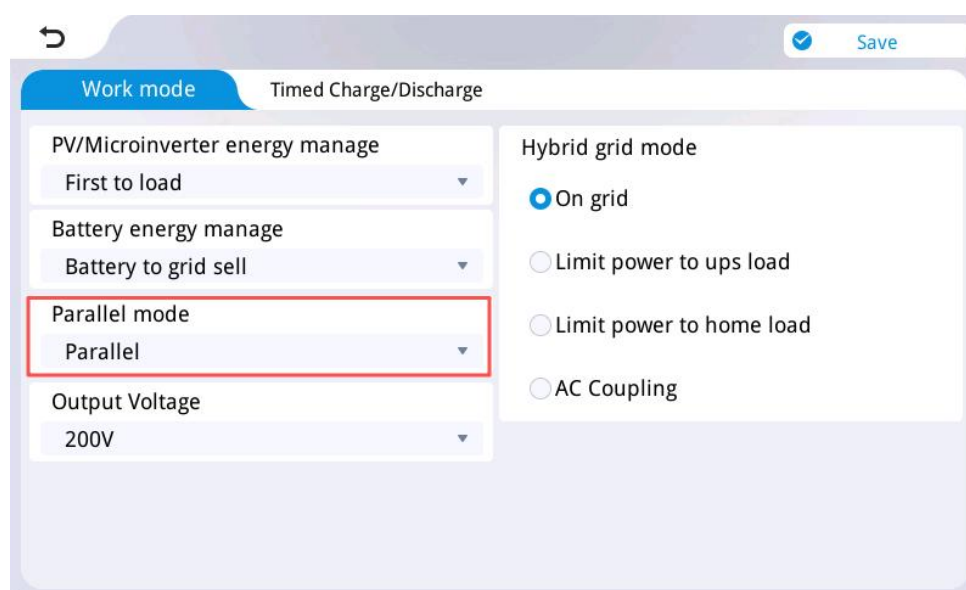 Save
Work mode
Timed Charge/Discharge
PV/Microinverter energy manage
First to load
Battery energy manage
Battery to grid sell
Parallel mode
Parallel
Output Voltage
200V
Hybrid grid mode
On grid
Limit power to ups load
Limit power to home load
AC Coupling